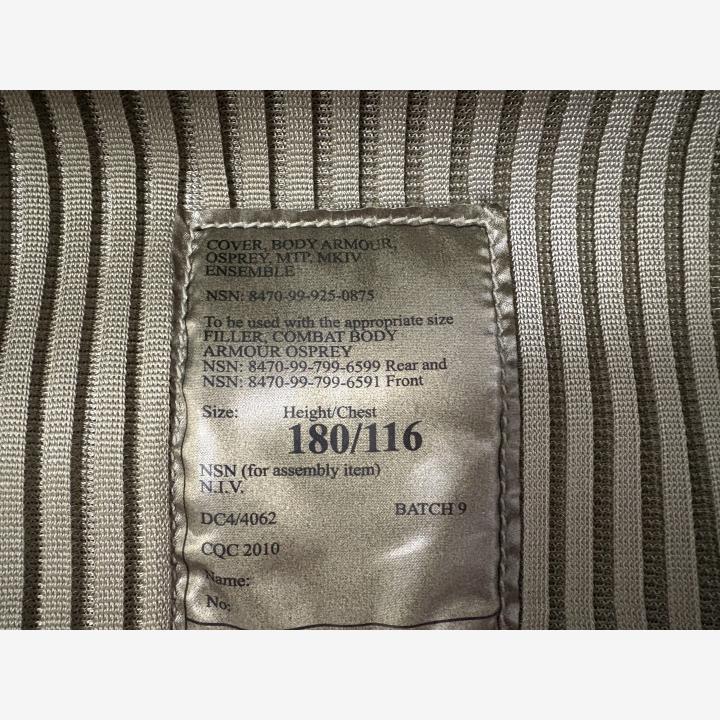 COVER, BODY ARMOUR,
OSPREY, MTP, MKIV
ENSEMBLE
NSN: 8470-99-925-0875
To be used with the appropriate size
FILLER, COMBAT BODY
ARMOUR OSPREY
NSN: 8470-99-799-6599 Rear and
NSN: 8470-99-799-6591 Front
Size: Height/Chest
180/116
NSN (for assembly item)
N.I.V.
DC4/4062 BATCH 9
CQC 2010
Name:
No: